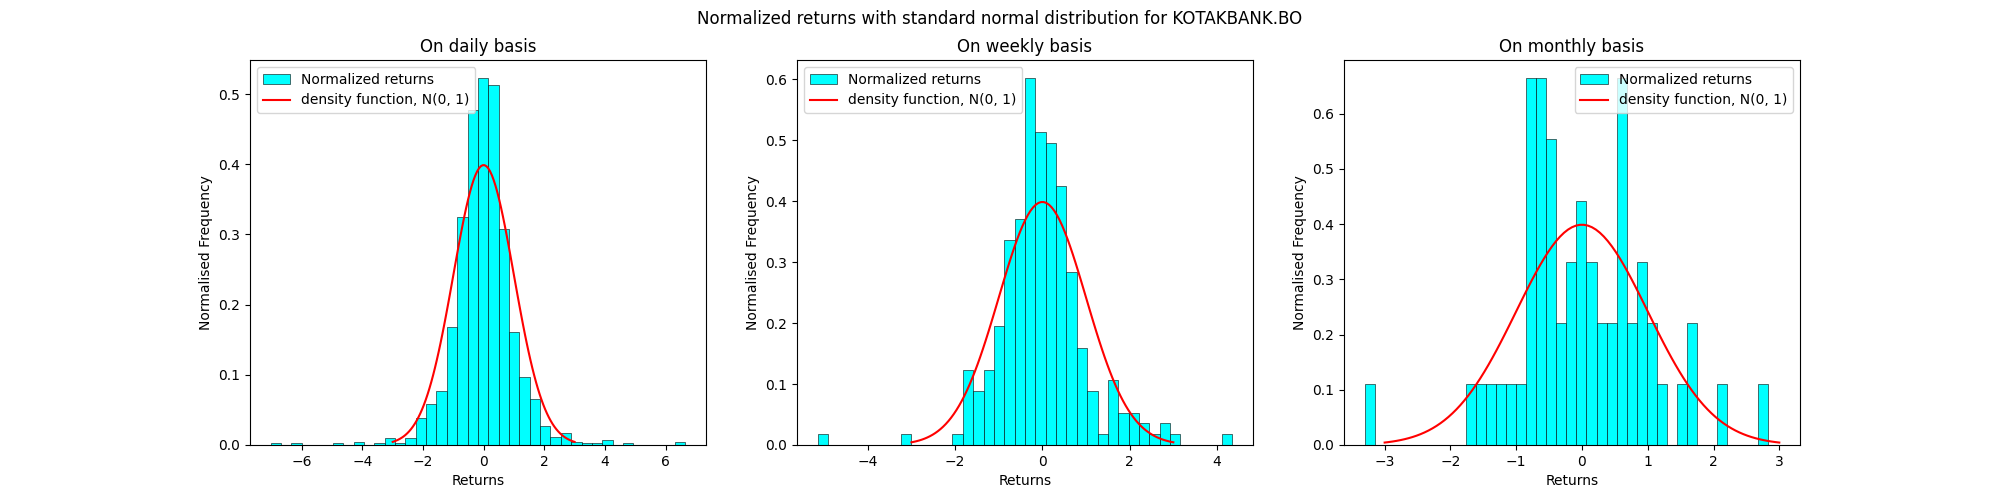 Normalized returns with standard normal distribution for KOTAKBANK.BO
On daily basis
Normalized returns
density function, N(0, 1)
Normalised Frequency
0.5
0.4
0.3
0.2
0.1
0.0
−6 −4 −2 0 2 4 6
Returns
On weekly basis
Normalized returns
density function, N(0, 1)
Normalised Frequency
0.6
0.5
0.4
0.3
0.2
0.1
0.0
−4 −2 0 2 4
Returns
On monthly basis
Normalized returns
density function, N(0, 1)
Normalised Frequency
0.6
0.5
0.4
0.3
0.2
0.1
0.0
−3 −2 −1 0 1 2 3
Returns